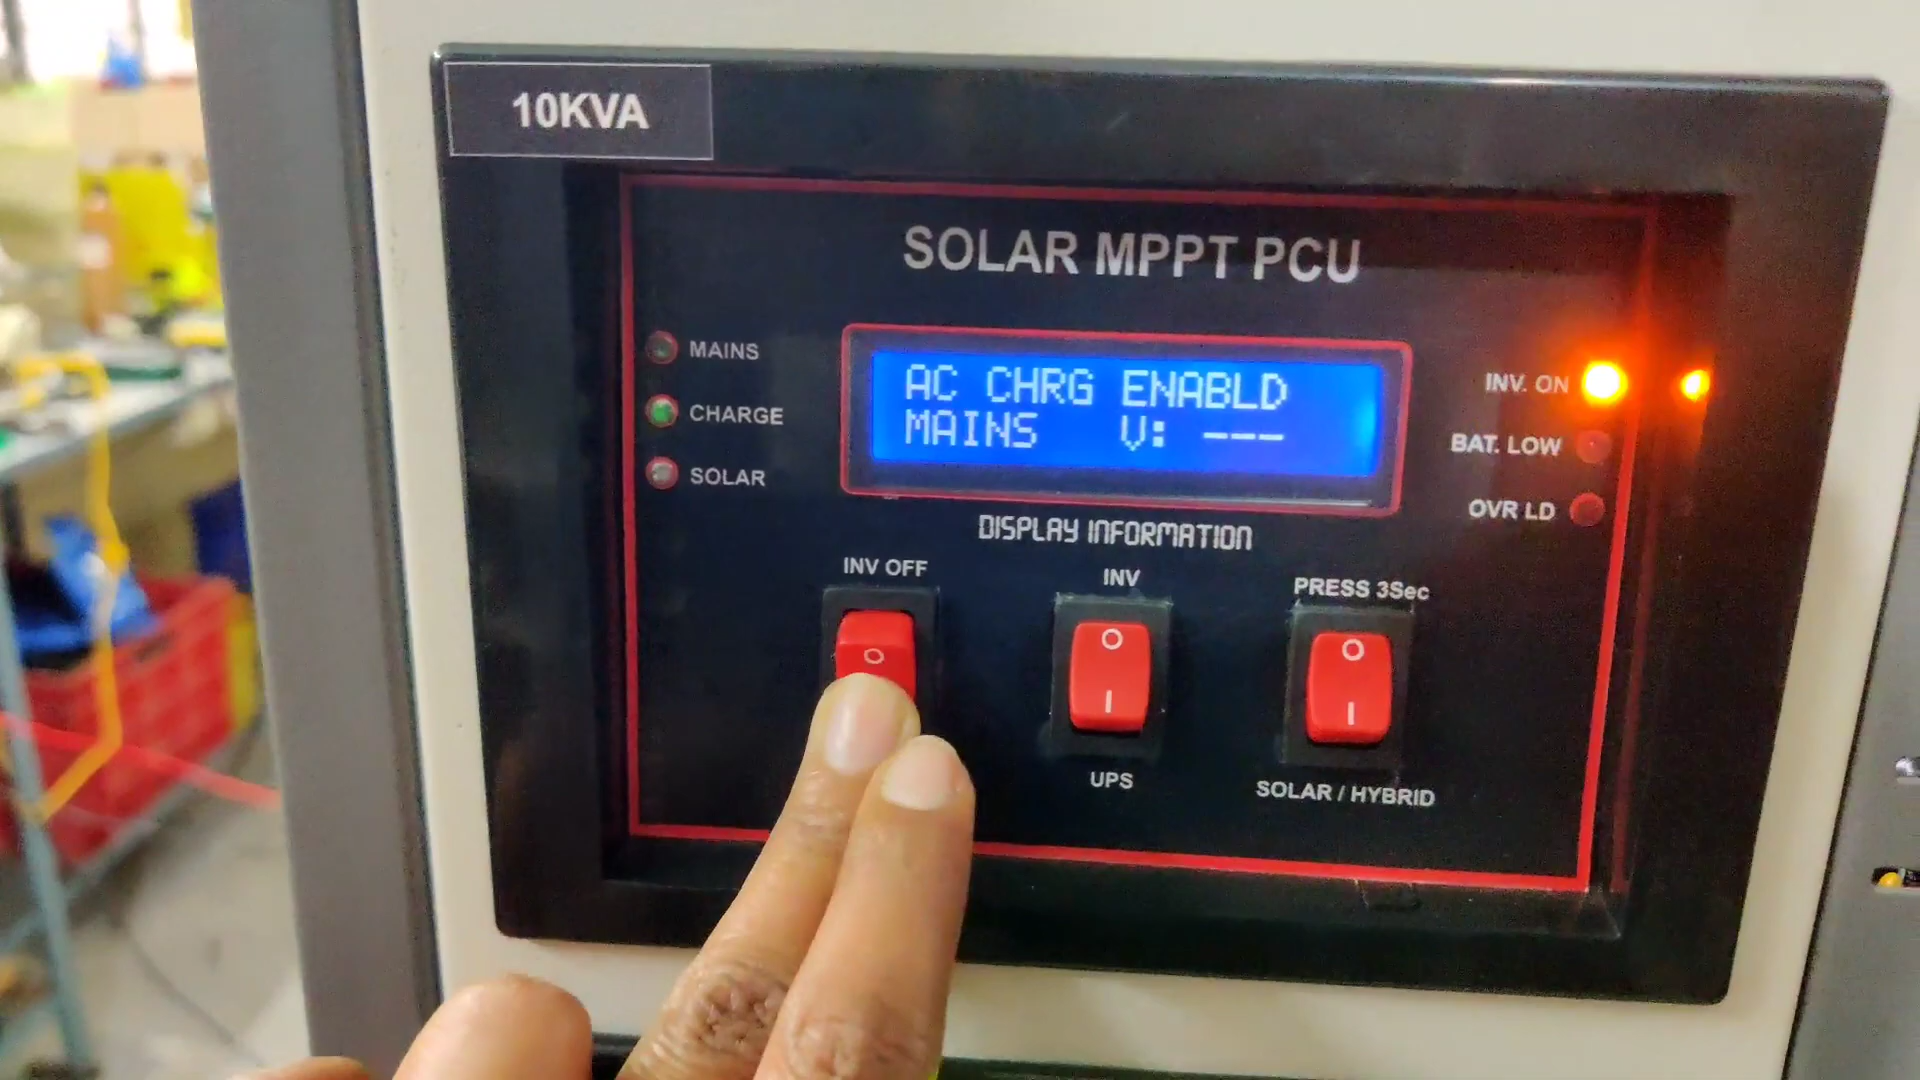 10KVA
SOLAR MPPT PCU
MAINS
CHARGE
SOLAR
AC CHRG ENABLD
MAINS V: ---
INV. ON
BAT. LOW
OVR LD
DISPLAY INFORMATION
INV OFF
INV
PRESS 3Sec
UPS
SOLAR / HYBRID